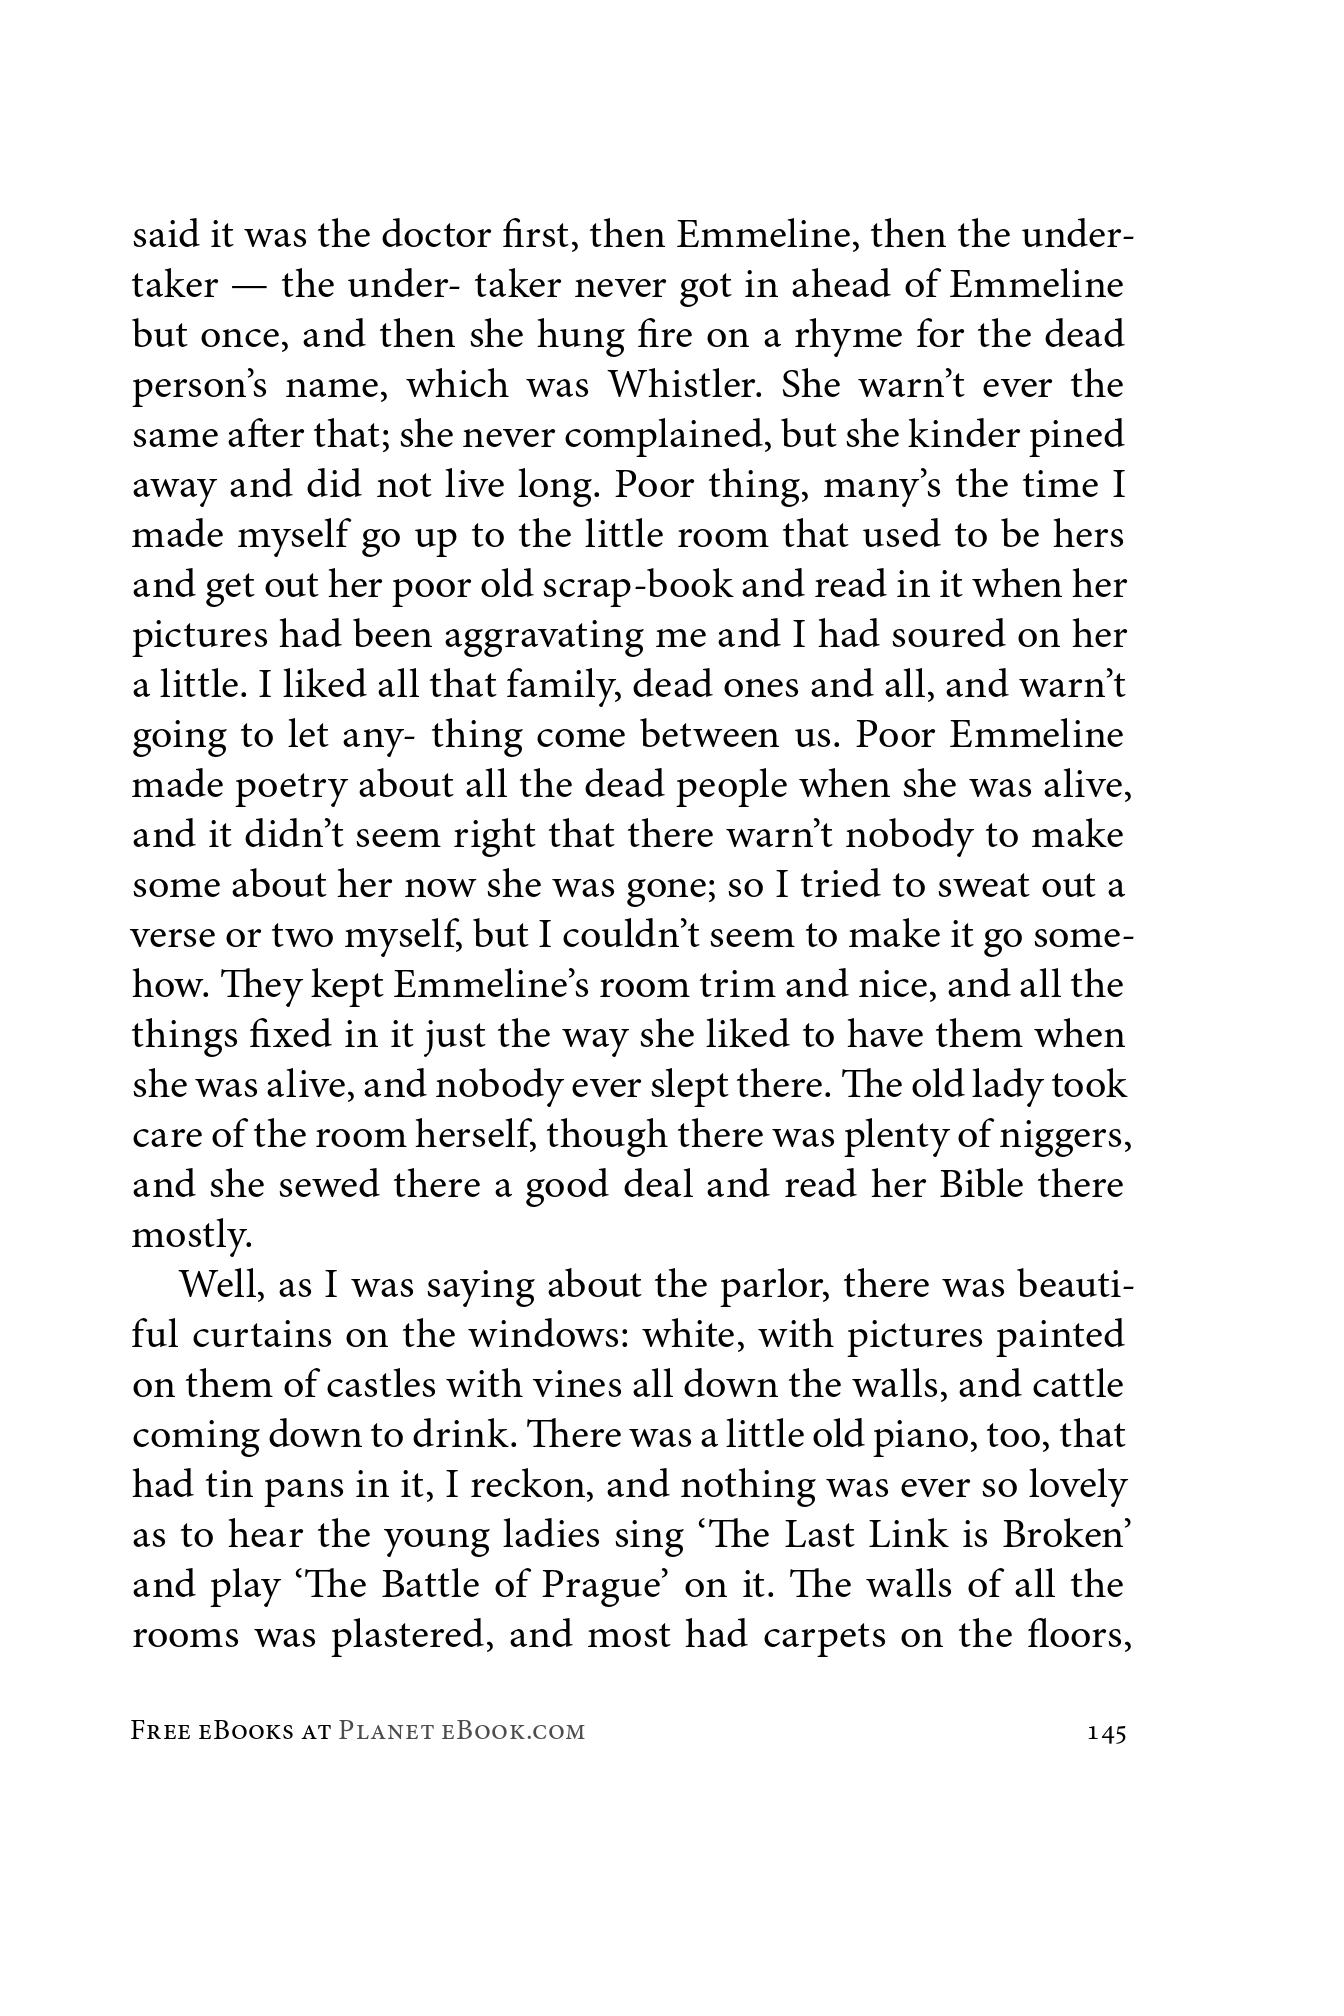 said it was the doctor first, then Emmeline, then the under-
taker — the under- taker never got in ahead of Emmeline
but once, and then she hung fire on a rhyme for the dead
person’s name, which was Whistler. She warn’t ever the
same after that; she never complained, but she kinder pined
away and did not live long. Poor thing, many’s the time I
made myself go up to the little room that used to be hers
and get out her poor old scrap-book and read in it when her
pictures had been aggravating me and I had soured on her
a little. I liked all that family, dead ones and all, and warn’t
going to let any- thing come between us. Poor Emmeline
made poetry about all the dead people when she was alive,
and it didn’t seem right that there warn’t nobody to make
some about her now she was gone; so I tried to sweat out a
verse or two myself, but I couldn’t seem to make it go some-
how. They kept Emmeline’s room trim and nice, and all the
things fixed in it just the way she liked to have them when
she was alive, and nobody ever slept there. The old lady took
care of the room herself, though there was plenty of niggers,
and she sewed there a good deal and read her Bible there
mostly.
Well, as I was saying about the parlor, there was beauti-
ful curtains on the windows: white, with pictures painted
on them of castles with vines all down the walls, and cattle
coming down to drink. There was a little old piano, too, that
had tin pans in it, I reckon, and nothing was ever so lovely
as to hear the young ladies sing ‘The Last Link is Broken’
and play ‘The Battle of Prague’ on it. The walls of all the
rooms was plastered, and most had carpets on the floors,
Free eBooks at Planet eBook.com 145